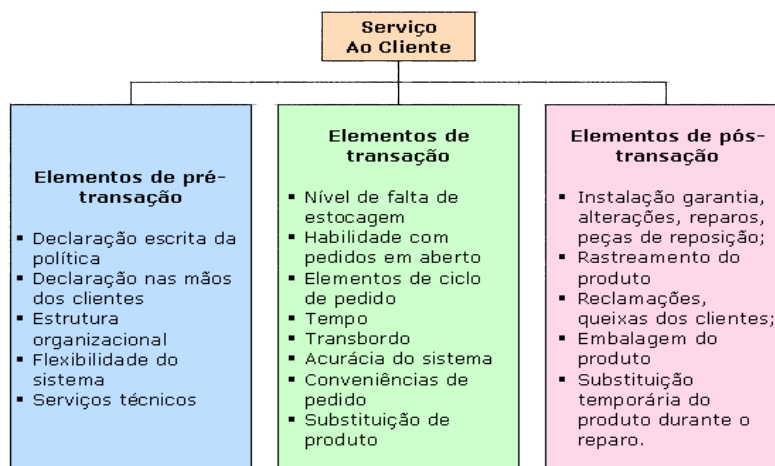 Serviço
Ao Cliente
Elementos de pré-
transação
▪ Declaração escrita da
política
▪ Declaração nas mãos
dos clientes
▪ Estrutura
organizacional
▪ Flexibilidade do
sistema
▪ Serviços técnicos
Elementos de
transação
▪ Nível de falta de
estocagem
▪ Habilidade com
pedidos em aberto
▪ Elementos de ciclo
de pedido
▪ Tempo
▪ Transbordo
▪ Acurácia do sistema
▪ Conveniências de
pedido
▪ Substituição de
produto
Elementos de pós-
transação
▪ Instalação garantia,
alterações, reparos,
peças de reposição;
▪ Rastreamento do
produto
▪ Reclamações,
queixas dos clientes;
▪ Embalagem do
produto
▪ Substituição
temporária do
produto durante o
reparo.